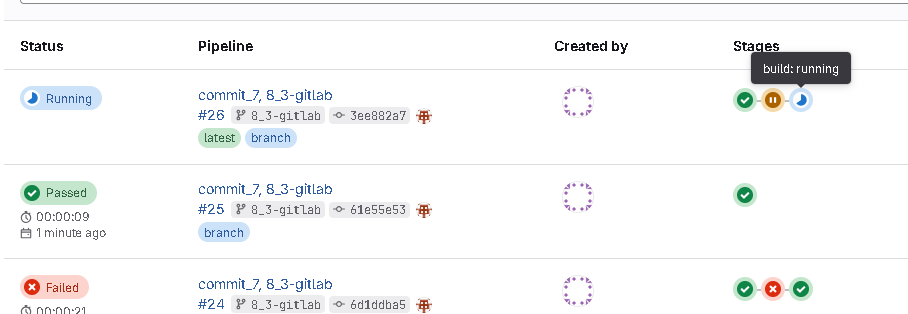 Status Pipeline Created by Stages
build: running
Running
commit_7, 8_3-gitlab
#26 8_3-gitlab 3ee882a7
latest branch
Passed
00:00:09
1 minute ago
commit_7, 8_3-gitlab
#25 8_3-gitlab 61e55e53
branch
Failed
00:00:21
commit_7, 8_3-gitlab
#24 8_3-gitlab 6d1ddba5